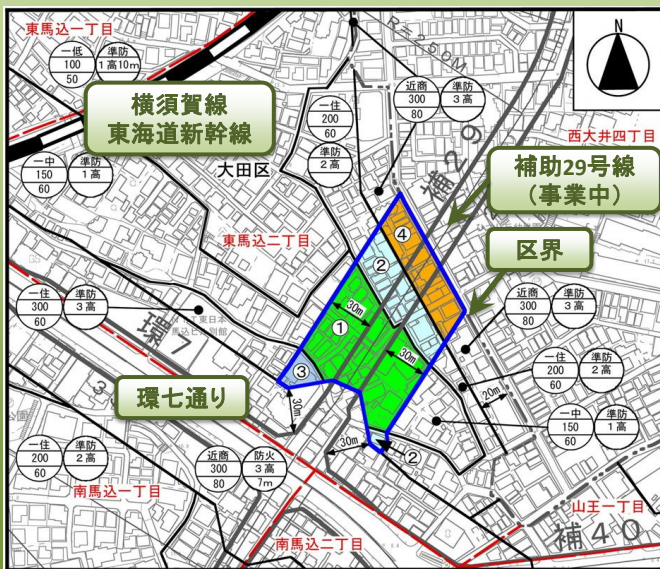 東馬込一丁目
一低
100
50
準防
1高10m
R=250M
N
横須賀線
東海道新幹線
一住
200
60
準防
2高
近商
300
80
準防
3高
補29
西大井四丁目
大田区
一中
150
60
準防
1高
補助29号線
(事業中)
東馬込二丁目
④
②
区界
一住
300
60
準防
3高
環7
30m
①
30m
近商
300
80
準防
3高
③
環七通り
30m
一住
200
60
準防
2高
20m
一中
150
60
準防
1高
一住
200
60
準防
2高
近商
300
80
防火
3高
7m
30m
②
南馬込一丁目
南馬込二丁目
山王一丁目
補40